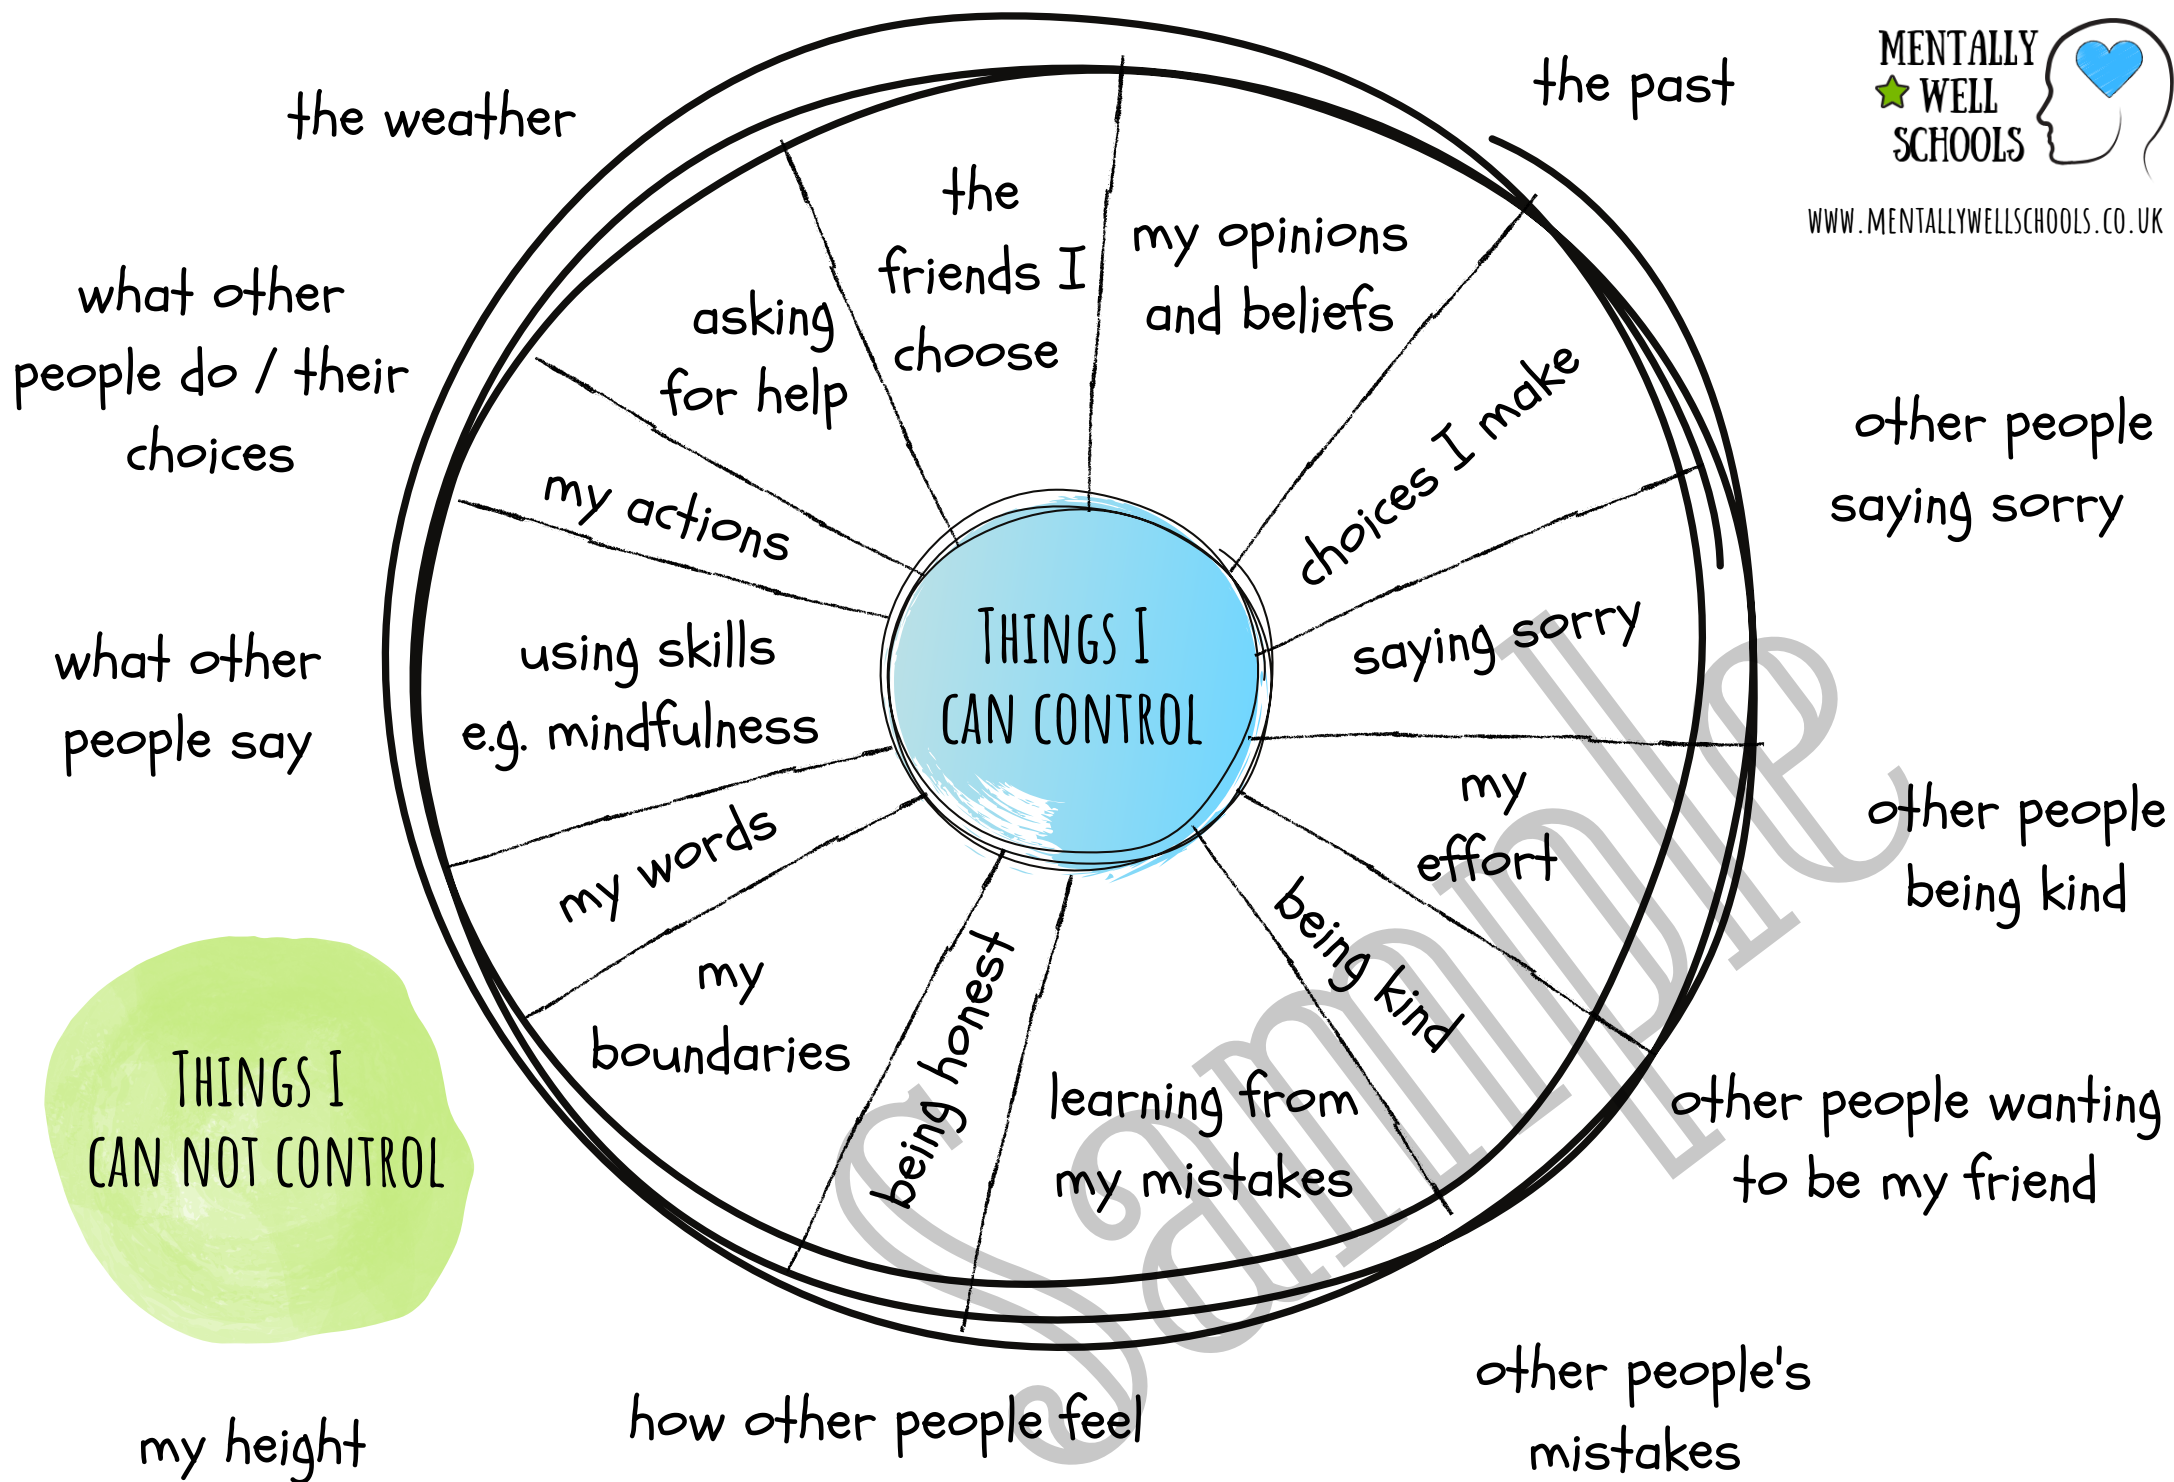 MENTALLY
WELL
SCHOOLS
WWW.MENTALLYWELLSCHOOLS.CO.UK
the weather
the past
what other
people do / their
choices
other people
saying sorry
what other
people say
other people
being kind
other people wanting
to be my friend
other people's
mistakes
how other people feel
my height
THINGS I
CAN NOT CONTROL
THINGS I
CAN CONTROL
the
friends I
choose
my opinions
and beliefs
choices I make
saying sorry
my
effort
being kind
learning from
my mistakes
being honest
my
boundaries
my words
using skills
e.g. mindfulness
my actions
asking
for help
Sample